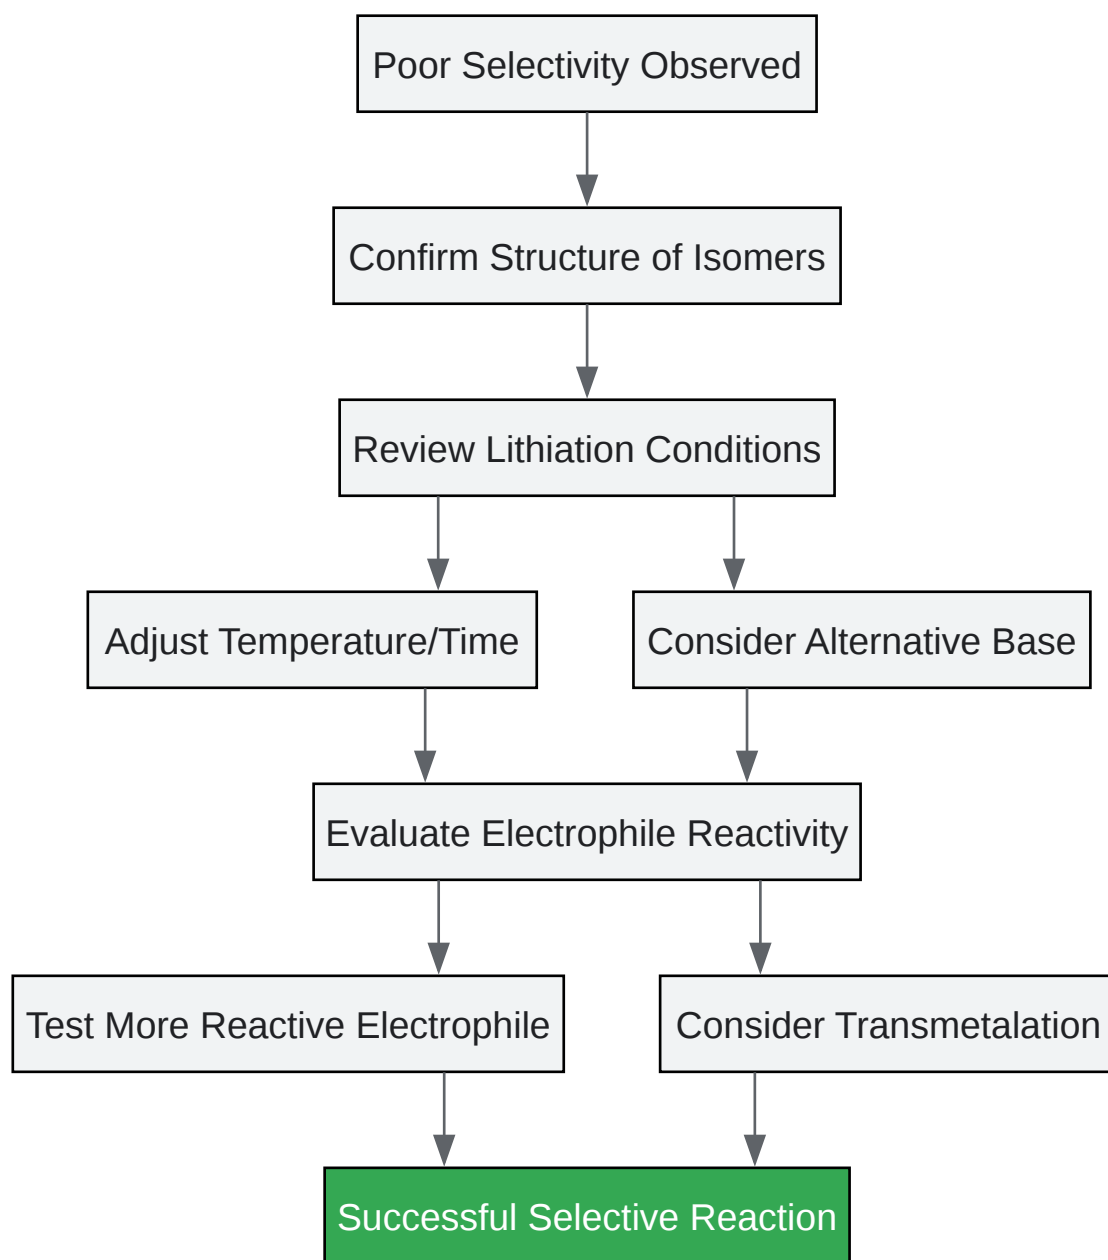 Poor Selectivity Observed
Confirm Structure of Isomers
Review Lithiation Conditions
Adjust Temperature/Time
Consider Alternative Base
Evaluate Electrophile Reactivity
Test More Reactive Electrophile
Consider Transmetalation
Successful Selective Reaction